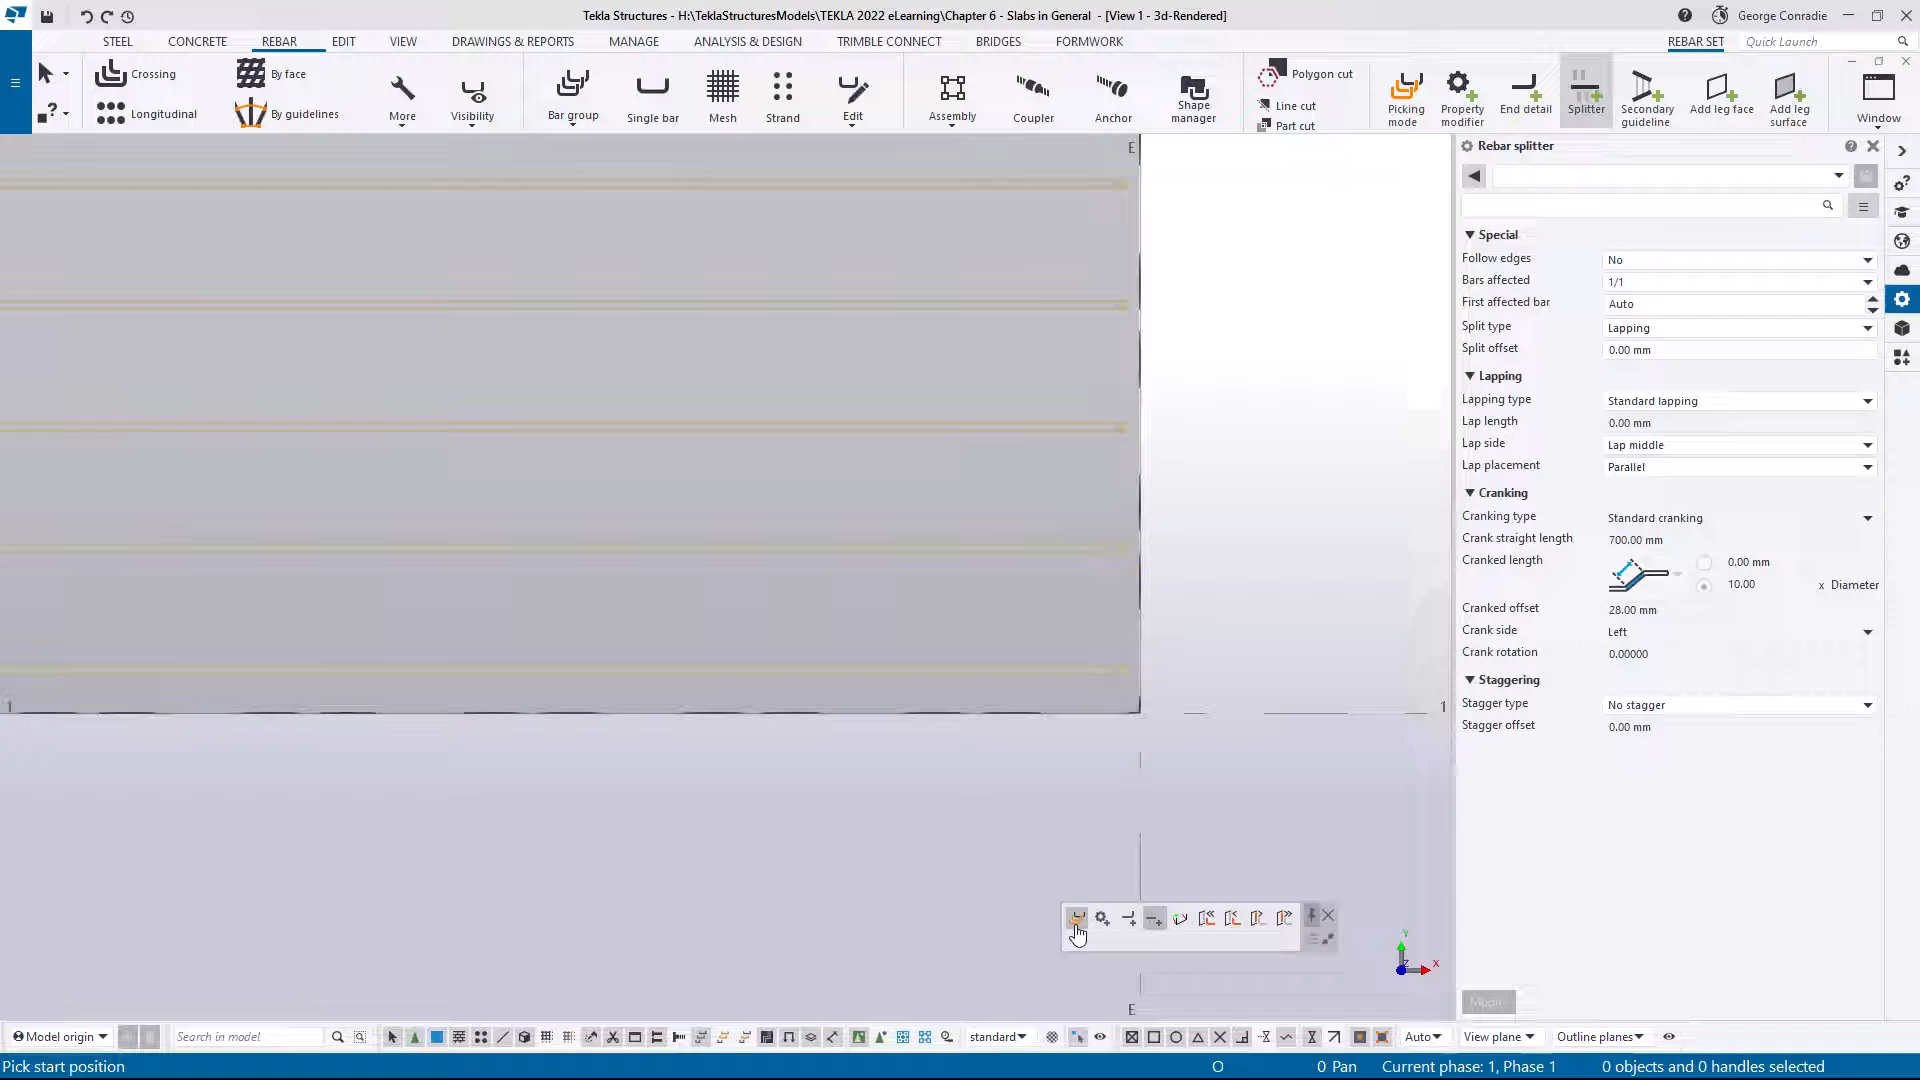 Tekla Structures - H:\TeklaStructuresModels\TEKLA 2022 eLearning\Chapter 6 - Slabs in General - [View 1 - 3d-Rendered]
George Conradie
STEEL CONCRETE REBAR EDIT VIEW DRAWINGS & REPORTS MANAGE ANALYSIS & DESIGN TRIMBLE CONNECT BRIDGES FORMWORK REBAR SET Quick Launch
Crossing
Longitudinal
By face
By guidelines
More
Visibility
Bar group
Single bar
Mesh
Strand
Edit
Assembly
Coupler
Anchor
Shape manager
Polygon cut
Line cut
Part cut
Picking mode
Property modifier
End detail
Splitter
Secondary guideline
Add leg face
Add leg surface
Window
E
1
1
E
Y
Z
X
Rebar splitter
Special
Follow edges No
Bars affected 1/1
First affected bar Auto
Split type Lapping
Split offset 0.00 mm
Lapping
Lapping type Standard lapping
Lap length 0.00 mm
Lap side Lap middle
Lap placement Parallel
Cranking
Cranking type Standard cranking
Crank straight length 700.00 mm
Cranked length 0.00 mm
10.00 x Diameter
Cranked offset 28.00 mm
Crank side Left
Crank rotation 0.00000
Staggering
Stagger type No stagger
Stagger offset 0.00 mm
Model origin Search in model standard Auto View plane Outline planes
Pick start position O 0 Pan Current phase: 1, Phase 1 0 objects and 0 handles selected